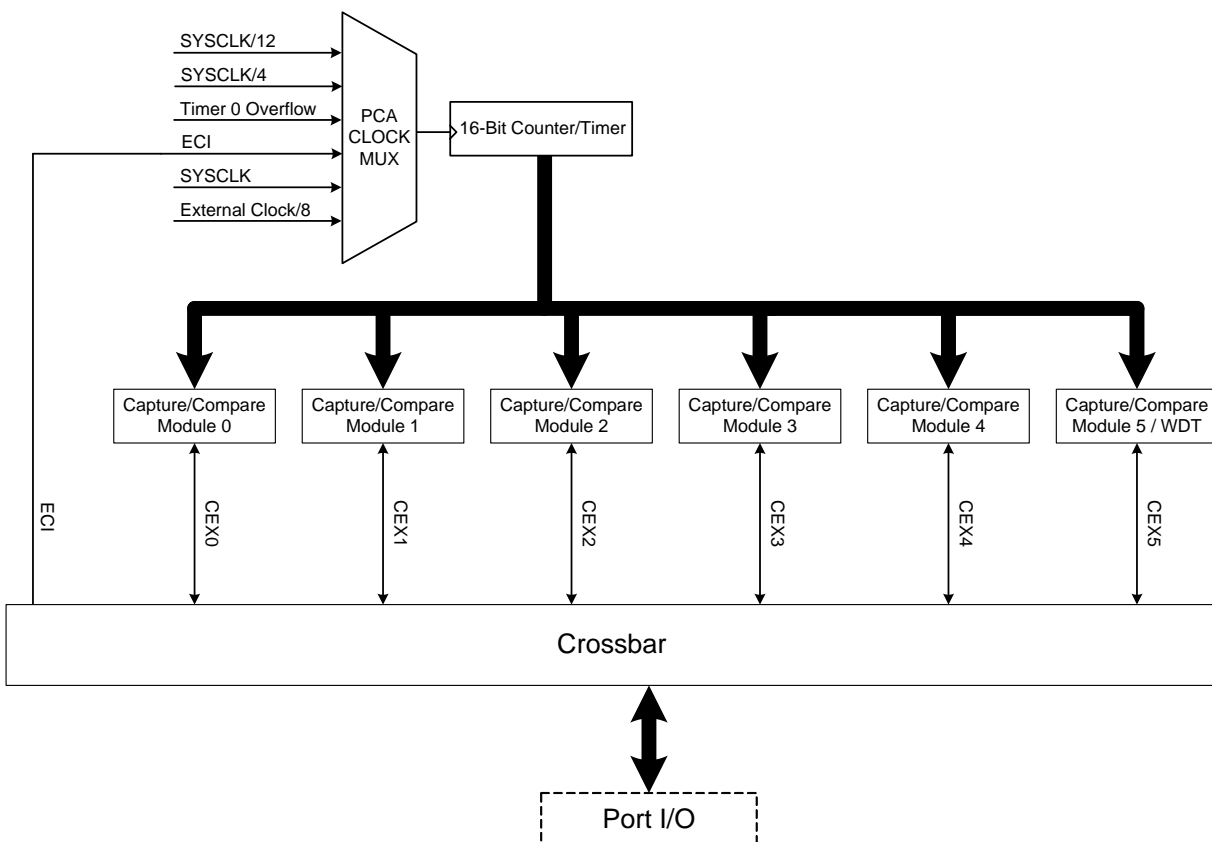 SYSCLK/12
SYSCLK/4
Timer 0 Overflow
ECI
SYSCLK
External Clock/8
PCA
CLOCK
MUX
16-Bit Counter/Timer
Capture/Compare
Module 0
Capture/Compare
Module 1
Capture/Compare
Module 2
Capture/Compare
Module 3
Capture/Compare
Module 4
Capture/Compare
Module 5 / WDT
ECI
CEX0
CEX1
CEX2
CEX3
CEX4
CEX5
Crossbar
Port I/O